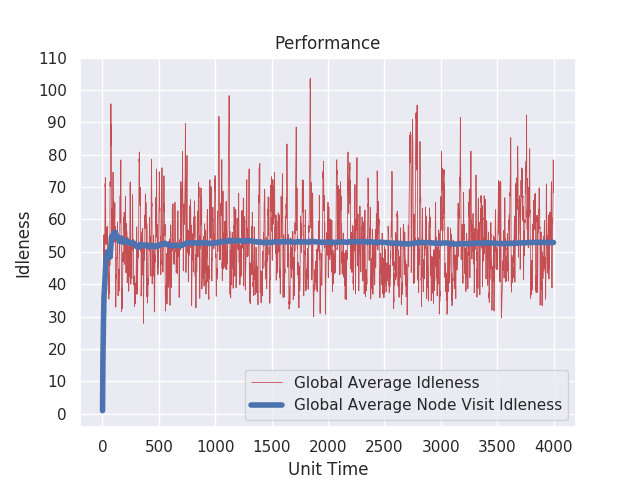 Performance
110
100
90
80
70
60
50
40
30
20
10
0
Idleness
Global Average Idleness
Global Average Node Visit Idleness
0 500 1000 1500 2000 2500 3000 3500 4000
Unit Time